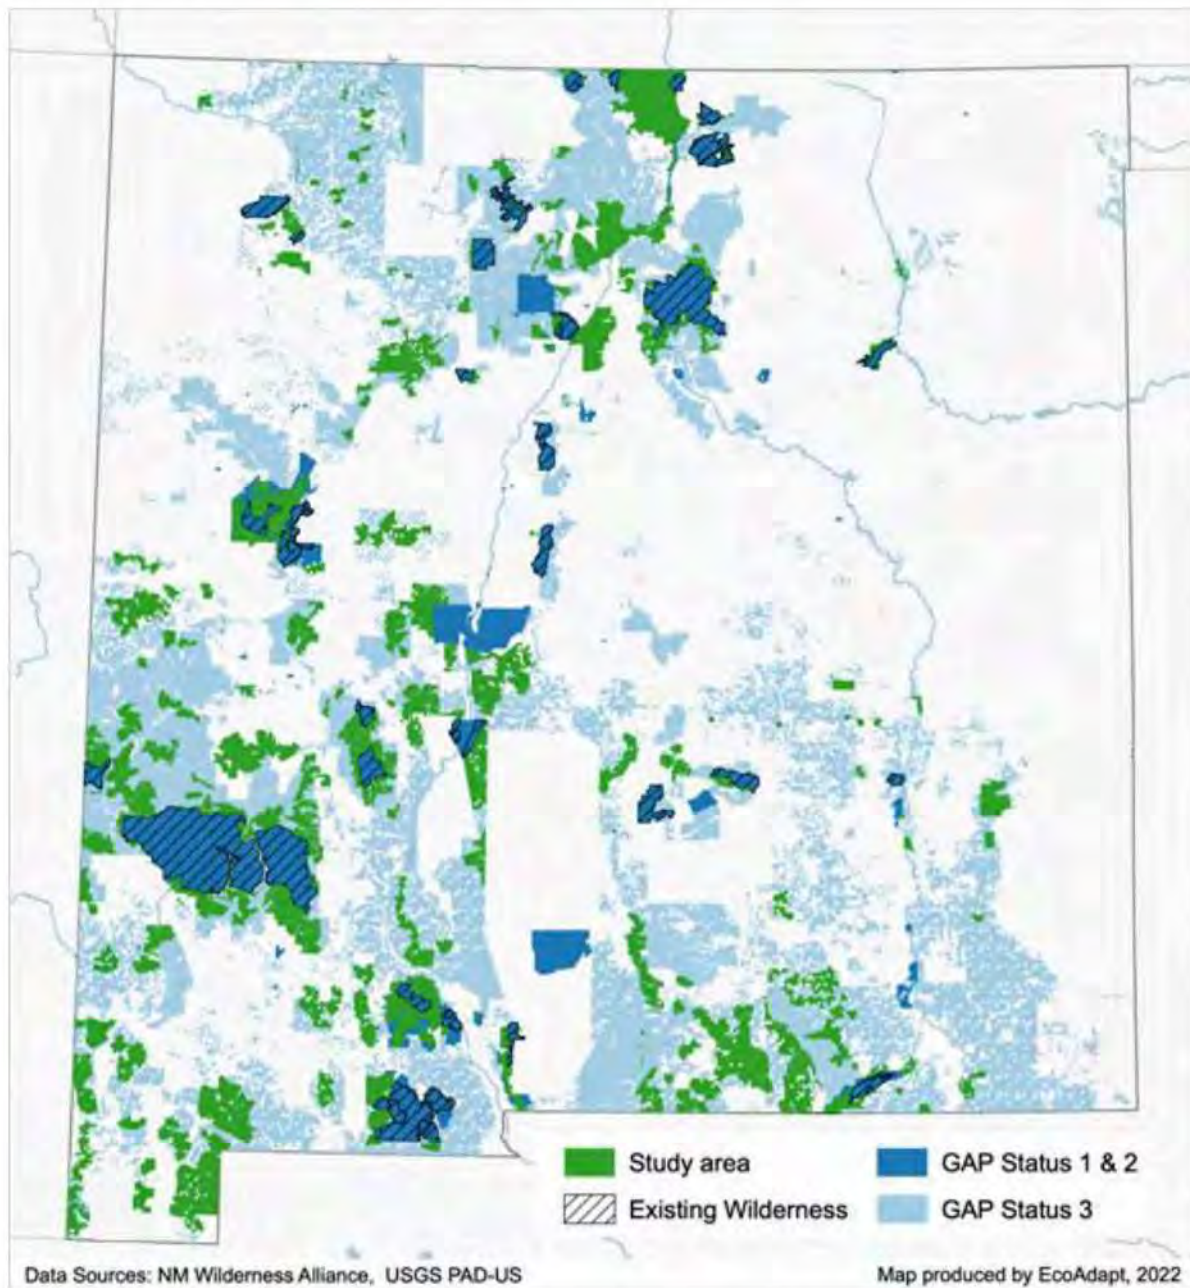 Study area
GAP Status 1 & 2
Existing Wilderness
GAP Status 3
Data Sources: NM Wilderness Alliance, USGS PAD-US
Map produced by EcoAdapt, 2022